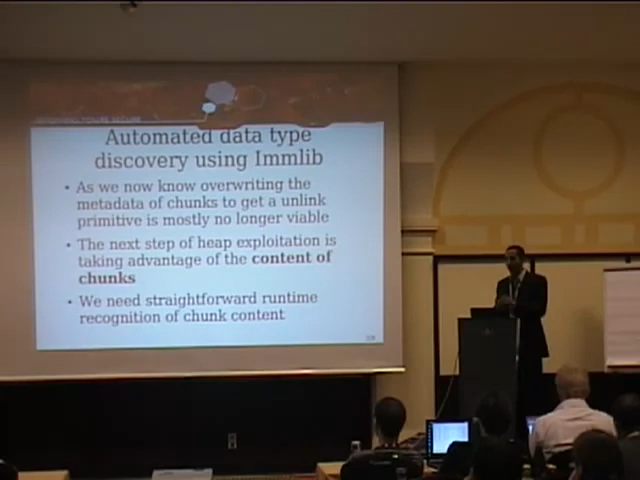 Automated data type
discovery using Immlib
• As we now know overwriting the
metadata of chunks to get a unlink
primitive is mostly no longer viable
• The next step of heap exploitation is
taking advantage of the content of
chunks
• We need straightforward runtime
recognition of chunk content